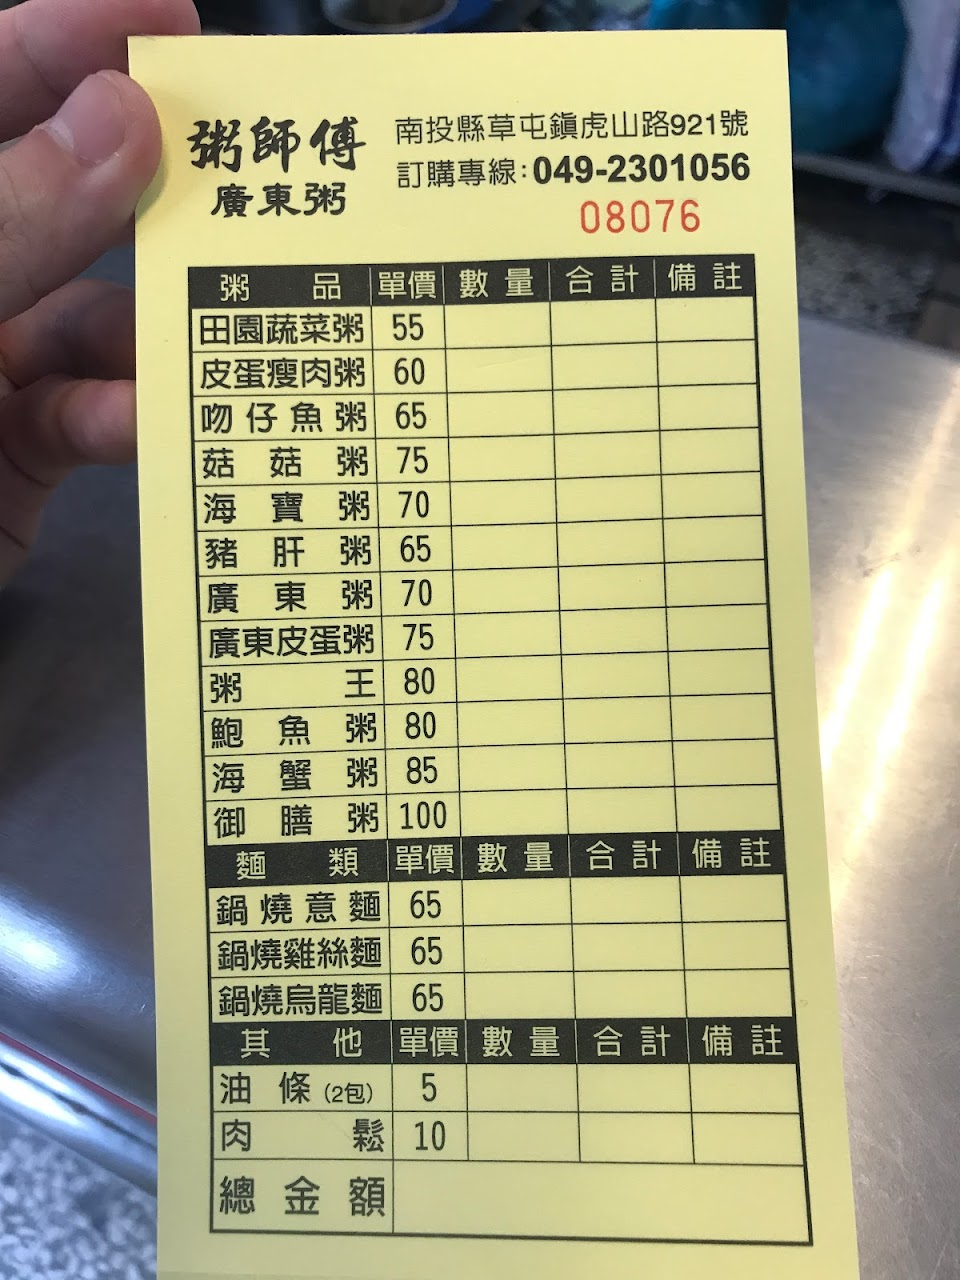 粥師傅
廣東粥
南投縣草屯鎮虎山路921號
訂購專線:049-2301056
08076
粥品 單價 數量 合計 備註
田園蔬菜粥 55
皮蛋瘦肉粥 60
吻仔魚粥 65
菇菇粥 75
海寶粥 70
豬肝粥 65
廣東粥 70
廣東皮蛋粥 75
粥王 80
鮑魚粥 80
海蟹粥 85
御膳粥 100
麵類 單價 數量 合計 備註
鍋燒意麵 65
鍋燒雞絲麵 65
鍋燒烏龍麵 65
其他 單價 數量 合計 備註
油條(2包) 5
肉鬆 10
總金額